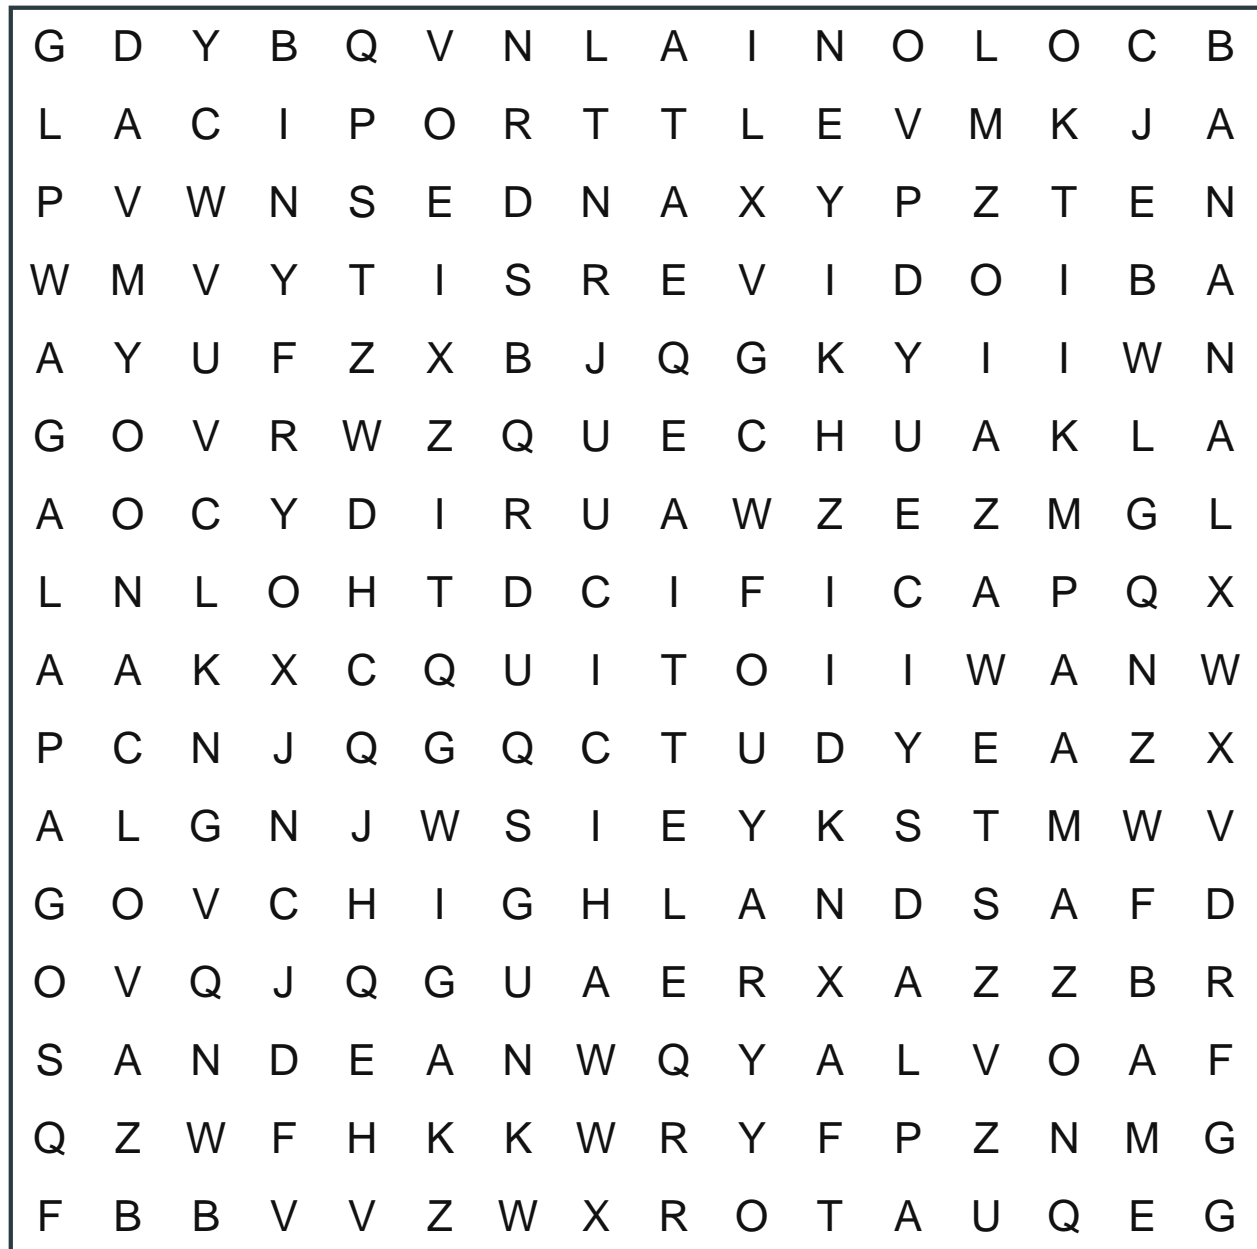 G D Y B Q V N L A I N O L O C B
L A C I P O R T T L E V M K J A
P V W N S E D N A X Y P Z T E N
W M V Y T I S R E V I D O I B A
A Y U F Z X B J Q G K Y I I W N
G O V R W Z Q U E C H U A K L A
A O C Y D I R U A W Z E Z M G L
L N L O H T D C I F I C A P Q X
A A K X C Q U I T O I I W A N W
P C N J Q G Q C T U D Y E A Z X
A L G N J W S I E Y K S T M W V
G O V C H I G H L A N D S A F D
O V Q J Q G U A E R X A Z Z B R
S A N D E A N W Q Y A L V O A F
Q Z W F H K K W R Y F P Z N M G
F B B V V Z W X R O T A U Q E G